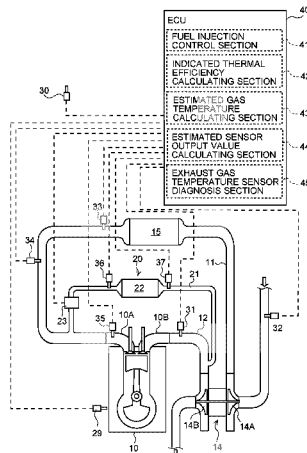 40
ECU
FUEL INJECTION
CONTROL SECTION
41
INDICATED THERMAL
EFFICIENCY
CALCULATING SECTION
42
ESTIMATED GAS
TEMPERATURE
CALCULATING SECTION
43
ESTIMATED SENSOR
OUTPUT VALUE
CALCULATING SECTION
44
EXHAUST GAS
TEMPERATURE SENSOR
DIAGNOSIS SECTION
45
30
33
34
15
11
20
36
37
21
22
23
35
10A
10B
31
12
32
29
10
14B
14
14A